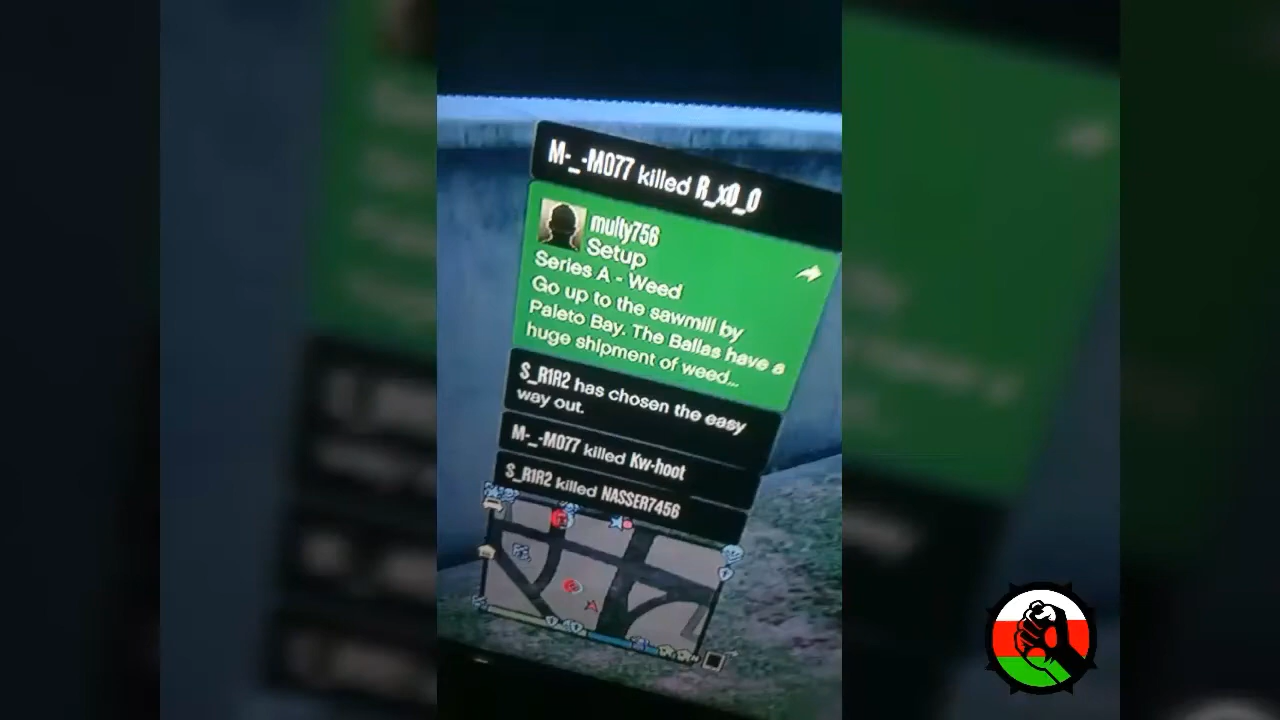 M-_-M077 killed R_x0_0
multy756
Setup
Series A - Weed
Go up to the sawmill by
Paleto Bay. The Ballas have a
huge shipment of weed...
S_R1R2 has chosen the easy
way out.
M-_-M077 killed Kw-hoot
S_R1R2 killed NASSER7456